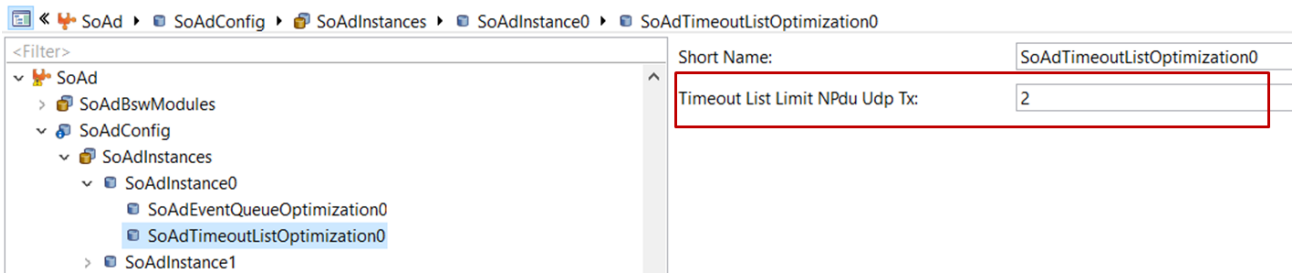 SoAd SoAdConfig SoAdInstances SoAdInstance0 SoAdTimeoutListOptimization0
<Filter>
SoAd
SoAdBswModules
SoAdConfig
SoAdInstances
SoAdInstance0
SoAdEventQueueOptimization0
SoAdTimeoutListOptimization0
SoAdInstance1
Short Name: SoAdTimeoutListOptimization0
Timeout List Limit NPdu Udp Tx: 2